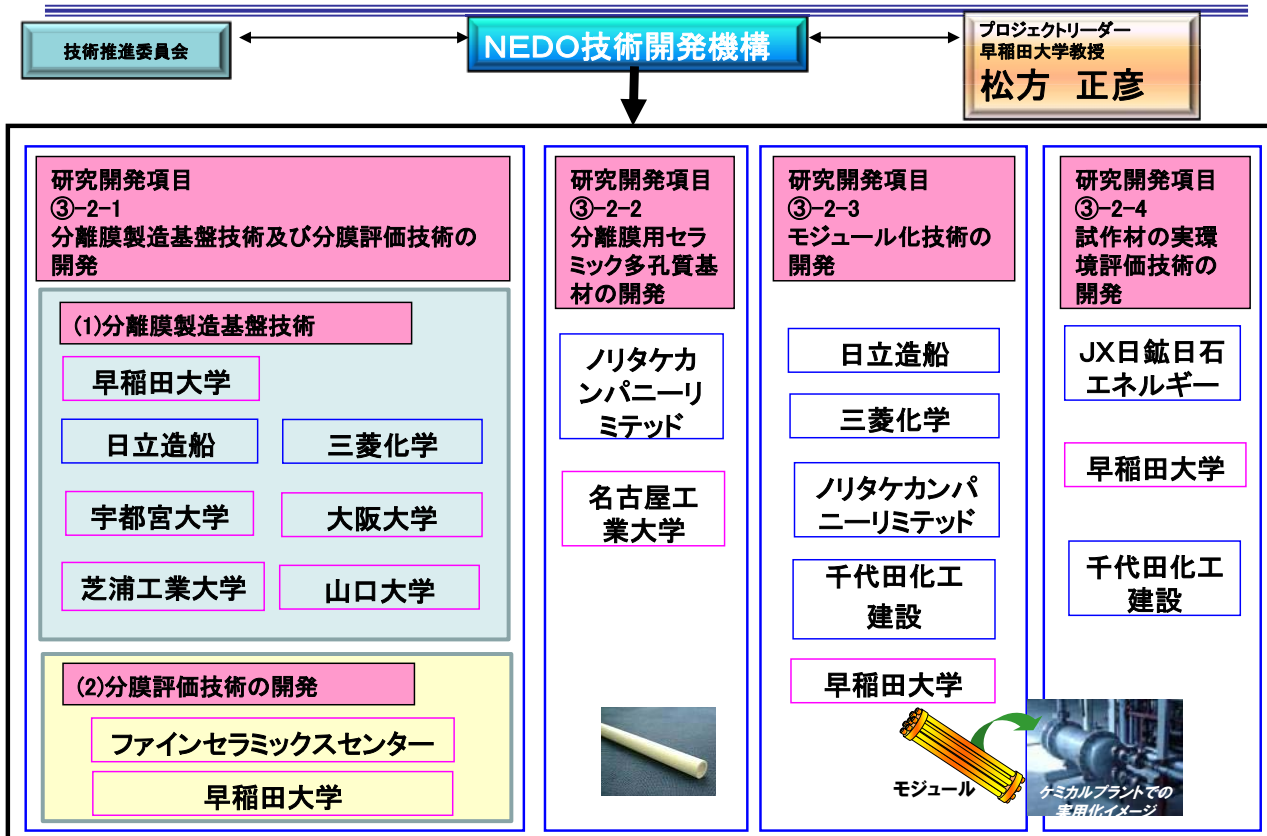 技術推進委員会
NEDO技術開発機構
プロジェクトリーダー
早稲田大学教授
松方　正彦
研究開発項目
③-2-1
分離膜製造基盤技術及び分膜評価技術の
開発
(1)分離膜製造基盤技術
早稲田大学
日立造船
三菱化学
宇都宮大学
大阪大学
芝浦工業大学
山口大学
(2)分膜評価技術の開発
ファインセラミックスセンター
早稲田大学
研究開発項目
③-2-2
分離膜用セラ
ミック多孔質基
材の開発
ノリタケカ
ンパニーリ
ミテッド
名古屋工
業大学
研究開発項目
③-2-3
モジュール化技術の
開発
日立造船
三菱化学
ノリタケカンパ
ニーリミテッド
千代田化工
建設
早稲田大学
モジュール
研究開発項目
③-2-4
試作材の実環
境評価技術の
開発
JX日鉱日石
エネルギー
早稲田大学
千代田化工
建設
ケミカルプラントでの
実用化イメージ